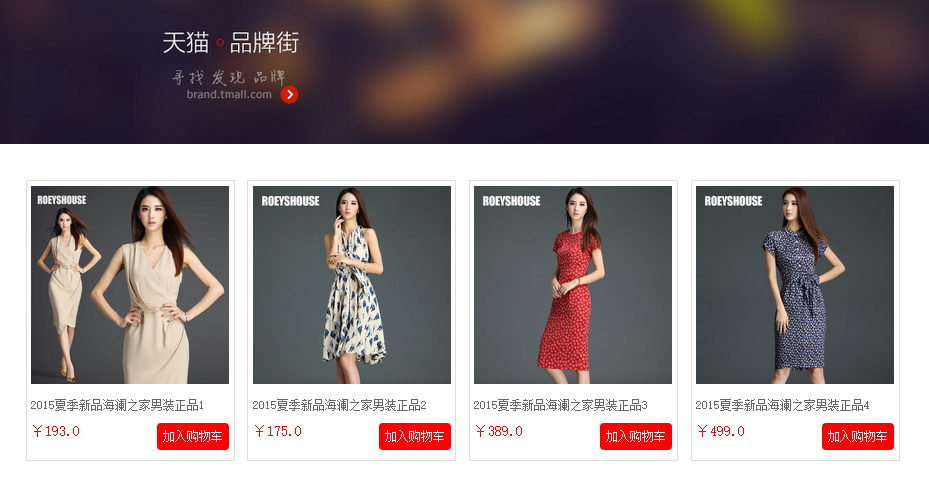 天猫。品牌街
寻找 发现 品牌
brand.tmall.com
ROEYSHOUSE
ROEYSHOUSE
ROEYSHOUSE
ROEYSHOUSE
2015夏季新品海澜之家男装正品1
2015夏季新品海澜之家男装正品2
2015夏季新品海澜之家男装正品3
2015夏季新品海澜之家男装正品4
￥193.0
加入购物车
￥175.0
加入购物车
￥389.0
加入购物车
￥499.0
加入购物车